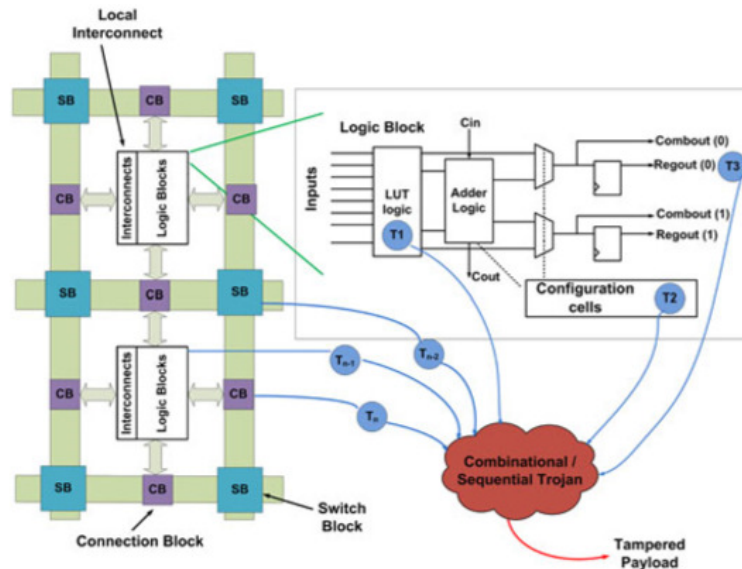 Local
Interconnect
SB
CB
SB
Logic Block
Cin
Inputs
LUT
logic
T1
Adder
Logic
Cout
Combout (0)
Regout (0)
T3
Combout (1)
Regout (1)
Configuration
cells
T2
CB
Interconnects
Logic Blocks
CB
SB
CB
SB
CB
Interconnects
Logic Blocks
CB
Tn-1
Tn-2
Tn
Combinational /
Sequential Trojan
SB
CB
SB
Switch
Block
Connection Block
Tampered
Payload